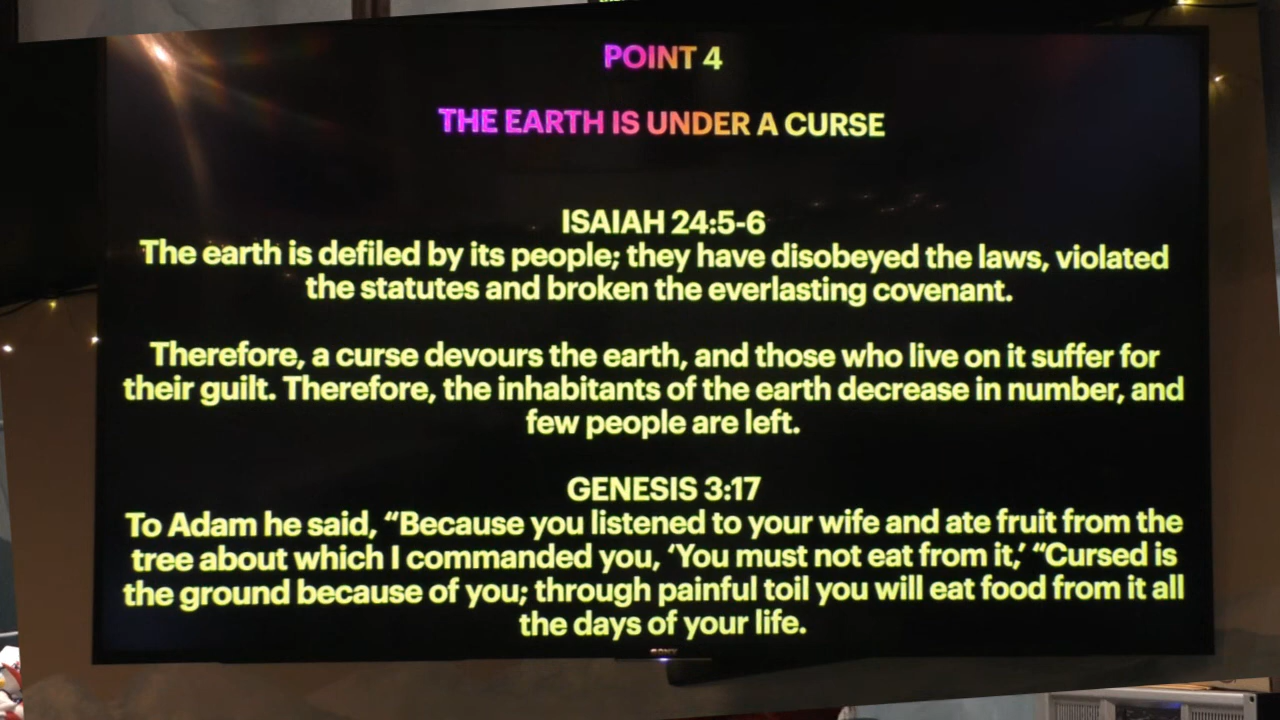 POINT 4
THE EARTH IS UNDER A CURSE
ISAIAH 24:5-6
The earth is defiled by its people; they have disobeyed the laws, violated
the statutes and broken the everlasting covenant.
Therefore, a curse devours the earth, and those who live on it suffer for
their guilt. Therefore, the inhabitants of the earth decrease in number, and
few people are left.
GENESIS 3:17
To Adam he said, “Because you listened to your wife and ate fruit from the
tree about which I commanded you, ‘You must not eat from it,’ “Cursed is
the ground because of you; through painful toil you will eat food from it all
the days of your life.
SONY